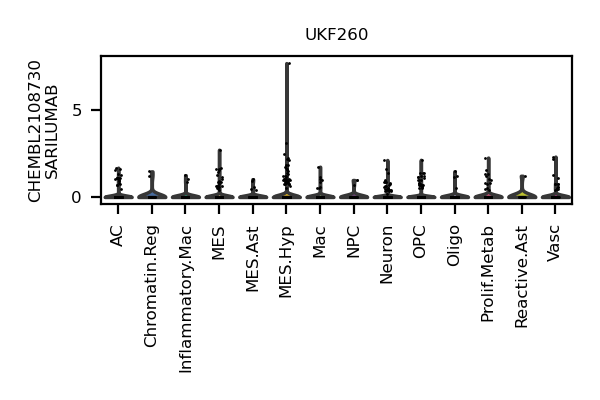 UKF260
CHEMBL2108730
SARILUMAB
5
0
AC
Chromatin.Reg
Inflammatory.Mac
MES
MES.Ast
MES.Hyp
Mac
NPC
Neuron
OPC
Oligo
Prolif.Metab
Reactive.Ast
Vasc